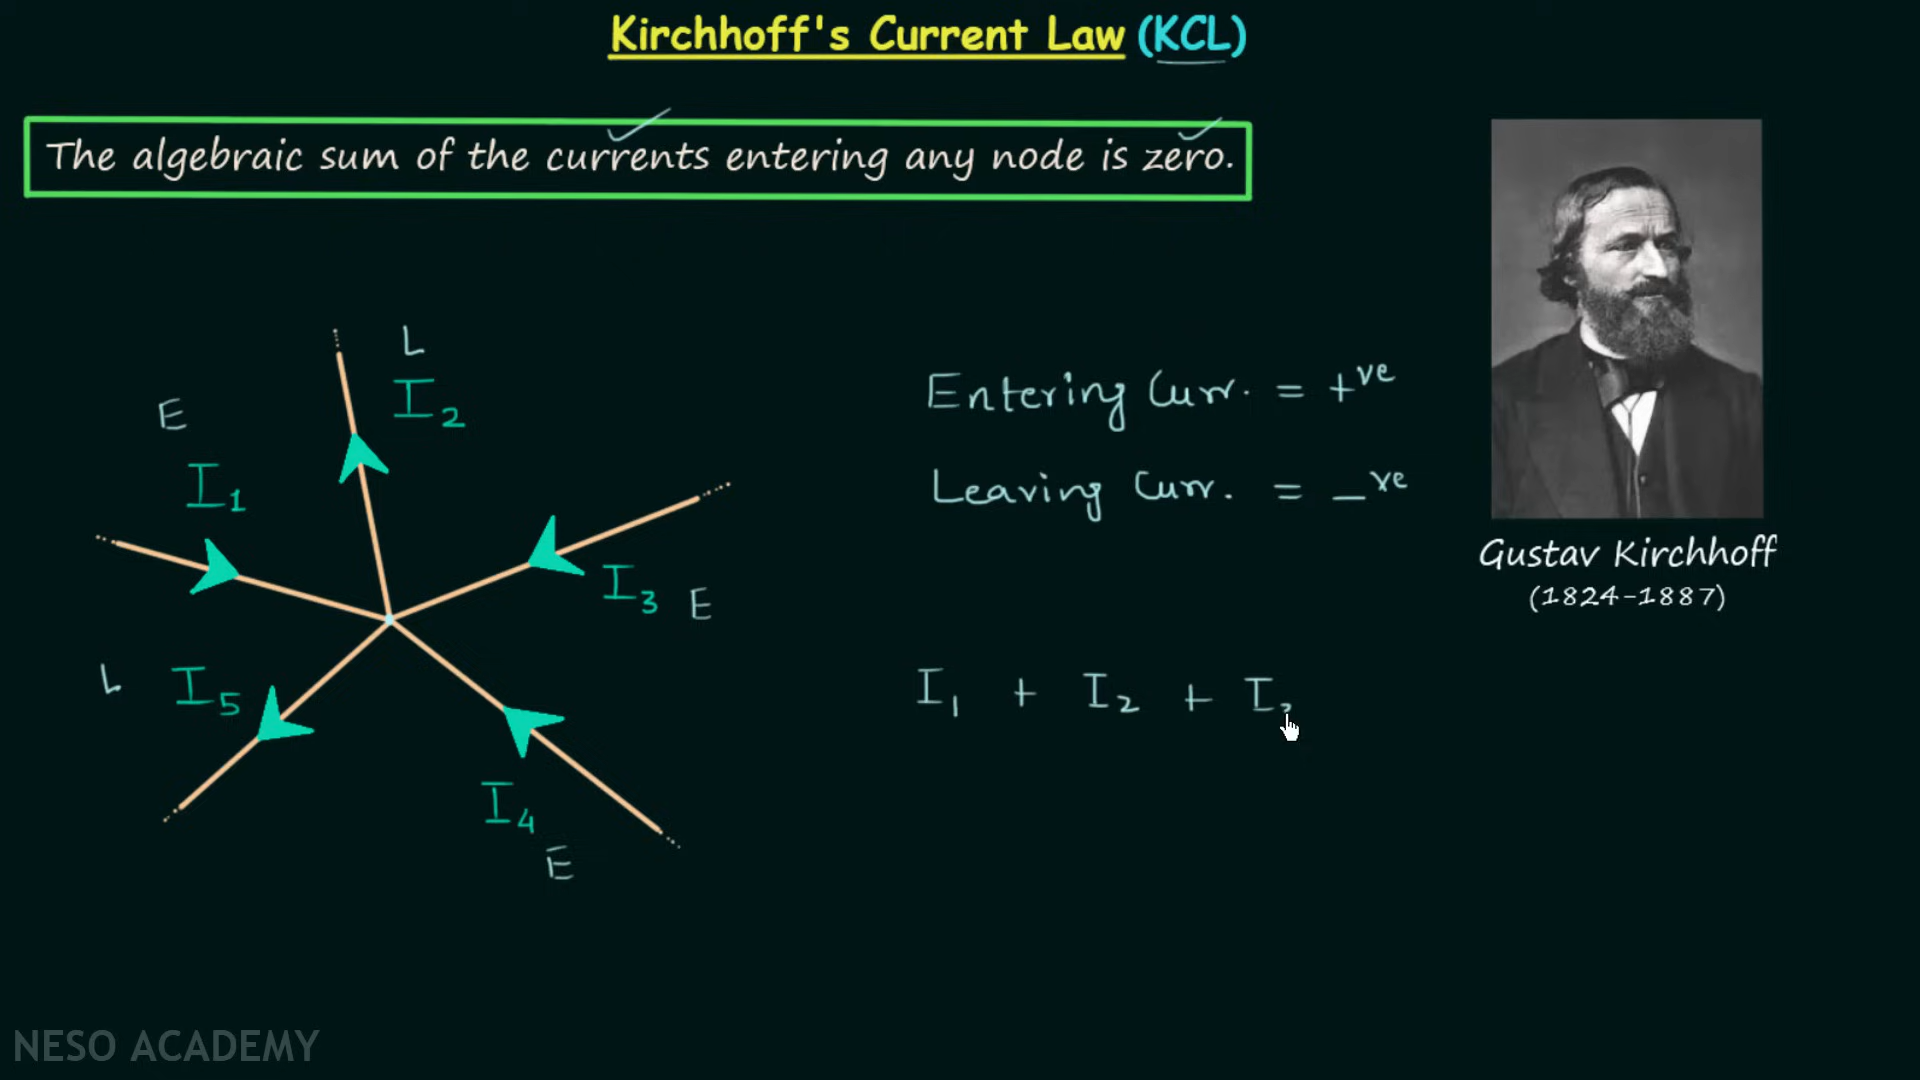 Kirchhoff's Current Law (KCL)
The algebraic sum of the currents entering any node is zero.
L
I2
E
I1
I3 E
L I5
I4
E
Entering Curr. = +ve
Leaving Curr. = -ve
Gustav Kirchhoff
(1824-1887)
I1 + I2 + I
NESO ACADEMY